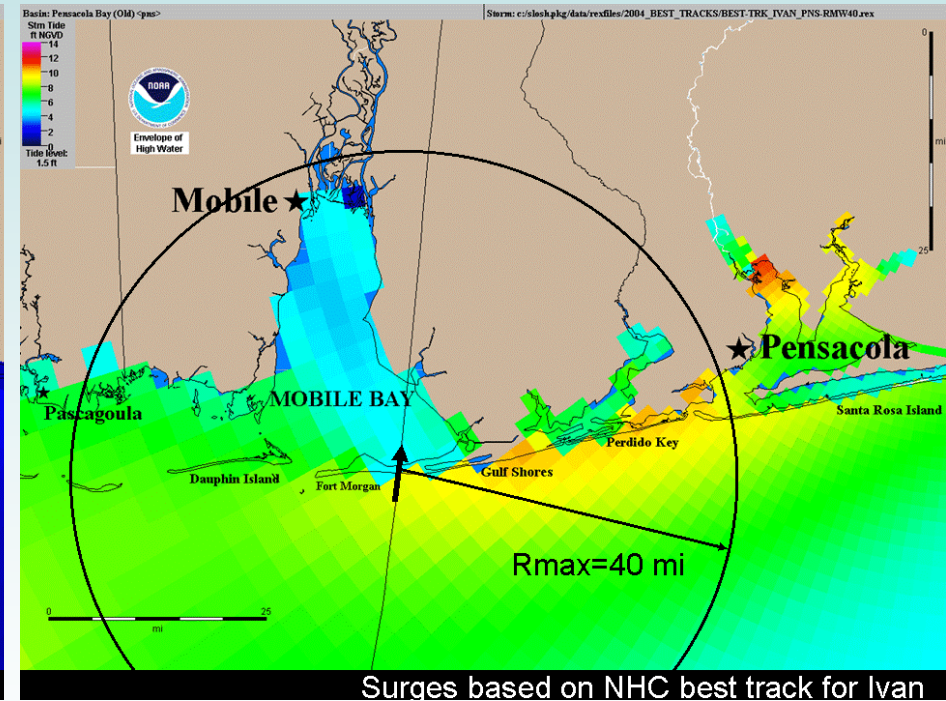 Basin: Pensacola Bay (Old) <pns>
Storm: c:/slosh.pkg/data/rexfiles/2004_BEST_TRACKS/BEST-TRK_IVAN_PNS-RMW40.rex
Stm Tide
ft NGVD
14
12
10
8
6
4
2
0
Tide level:
1.5 ft
NOAA
Envelope of
High Water
0
mi
25
Mobile
Pensacola
MOBILE BAY
Pascagoula
Santa Rosa Island
Perdido Key
Gulf Shores
Dauphin Island
Fort Morgan
Rmax=40 mi
0
25
mi
Surges based on NHC best track for Ivan